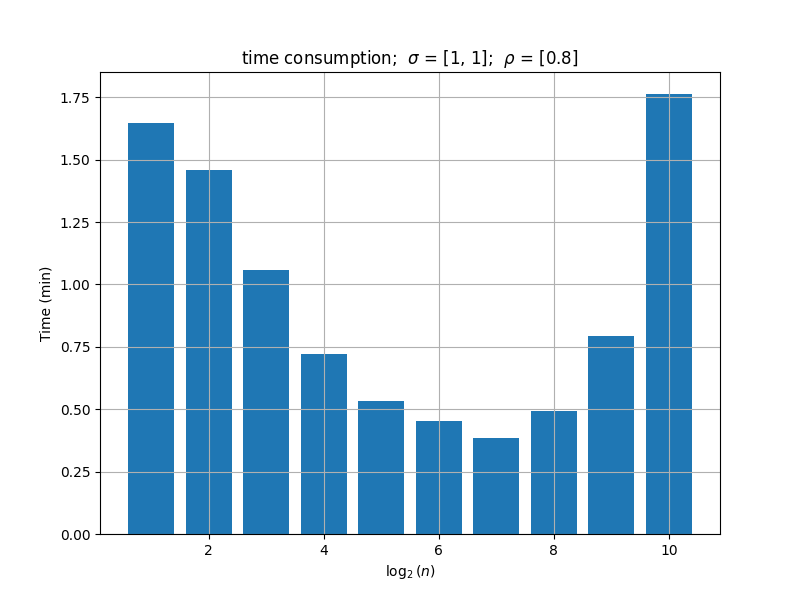 time consumption; σ = [1, 1]; ρ = [0.8]
1.75
1.50
1.25
1.00
0.75
0.50
0.25
0.00
Time (min)
2 4 6 8 10
log₂(n)